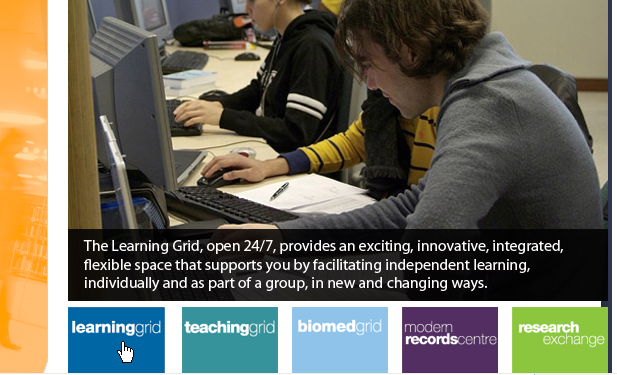 The Learning Grid, open 24/7, provides an exciting, innovative, integrated,
flexible space that supports you by facilitating independent learning,
individually and as part of a group, in new and changing ways.
learninggrid
teachinggrid
biomedgrid
modern
recordscentre
research
exchange